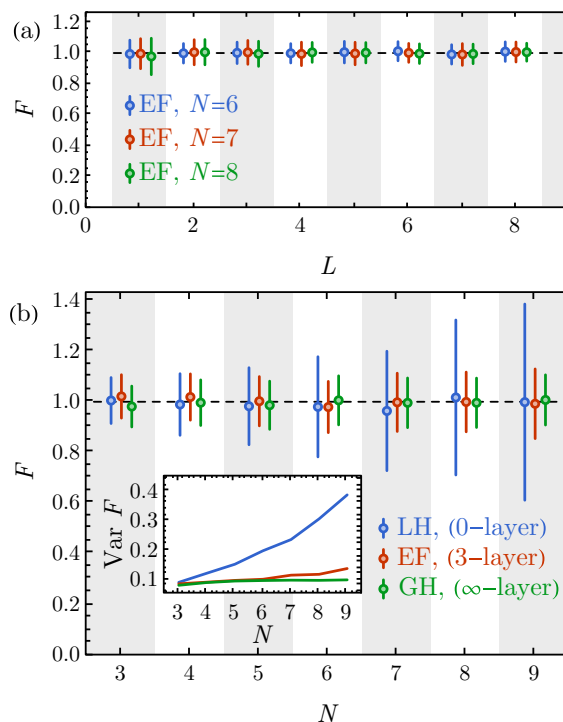 (a)
1.2
1.0
0.8
0.6
0.4
0.2
0.0
F
EF, N=6
EF, N=7
EF, N=8
0 2 4 6 8
L
(b)
1.4
1.2
1.0
0.8
0.6
0.4
0.2
0.0
F
0.4
0.3
0.2
0.1
Var F
3 4 5 6 7 8 9
N
LH, (0−layer)
EF, (3−layer)
GH, (∞−layer)
3 4 5 6 7 8 9
N